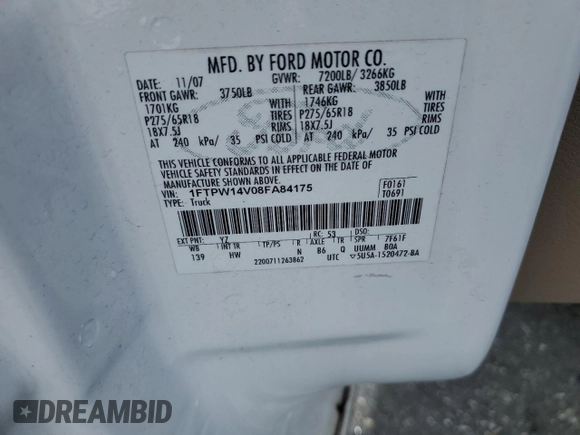 MFD. BY FORD MOTOR CO.
DATE: 11/07 GVWR: 7200LB/ 3266KG
FRONT GAWR: 3750LB REAR GAWR: 3850LB
1701KG WITH 1746KG WITH
P275/65R18 TIRES P275/65R18 TIRES
18X7.5J RIMS 18X7.5J RIMS
AT 240 kPa/ 35 PSI COLD AT 240 kPa/ 35 PSI COLD
THIS VEHICLE CONFORMS TO ALL APPLICABLE FEDERAL MOTOR
VEHICLE SAFETY STANDARDS IN EFFECT ON THE DATE OF
MANUFACTURE SHOWN ABOVE.
VIN: 1FTPW14V08FA84175 F0161
TYPE: Truck T0691
EXT PNT: YZ RC: 53 DSO:
WB INT TR TP/PS R AXLE TR SPR 7F61F
139 HW N B6 Q UUMM BOA
2200711263862 UTC ▽5U5A-1520472-BA
Ford
DREAMBID